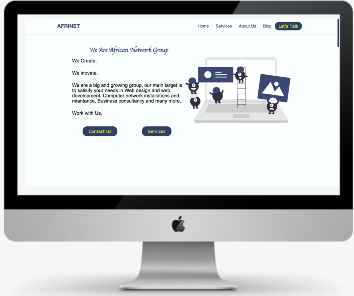 AFRINET
Home Services About Us Blog Let's Talk
We Are African Network Group
We Create,
We Inovate,
We are a big and growing group, our main target is
to satisfy your needs in Web design and web
development, Computer network installations and
miantance, Business consultancy and many more..
Work with Us,
Contact Us Services